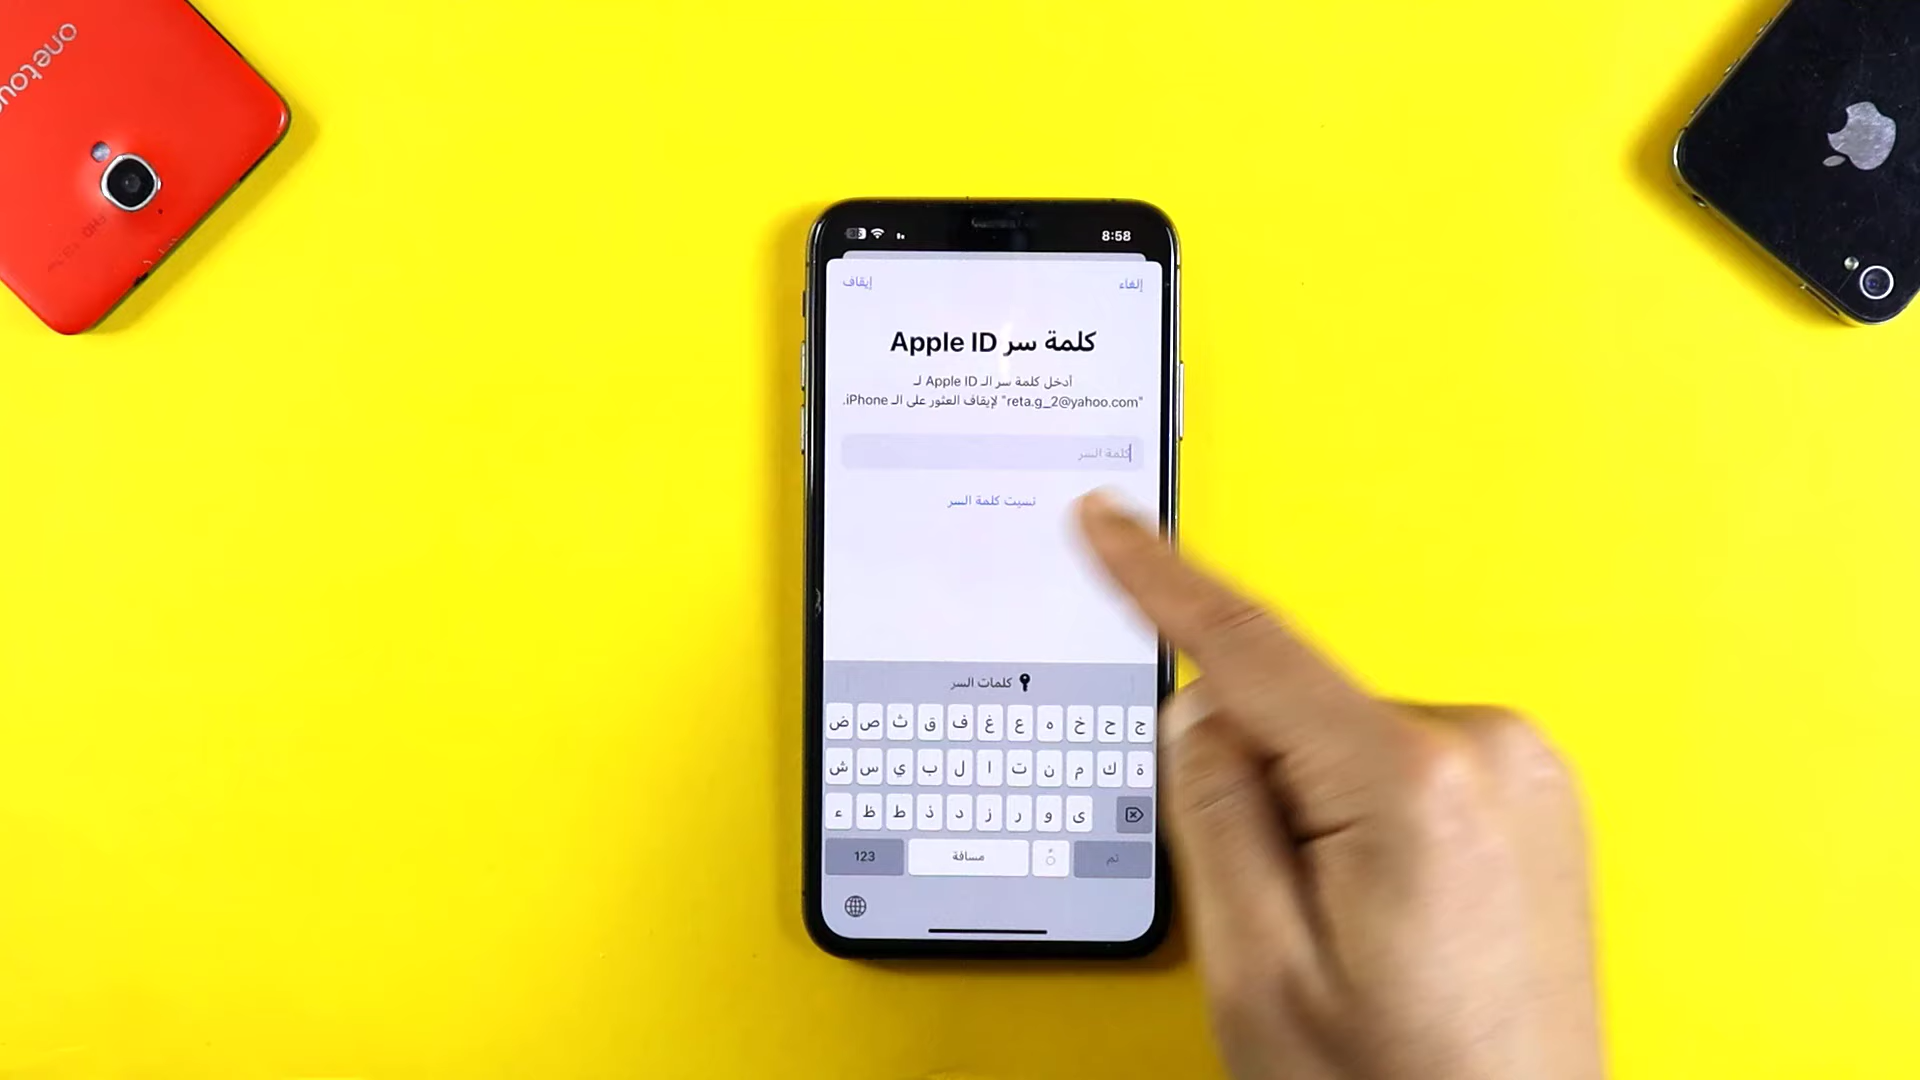 onetouc
8:58
إلغاء
إيقاف
كلمة سر Apple ID
أدخل كلمة سر الـ Apple ID لـ
"reta.g_2@yahoo.com" لإيقاف العثور على الـ iPhone.
كلمة السر
نسيت كلمة السر
كلمات السر
ض ص ث ق ف غ ع ه خ ح ج
ش س ي ب ل ا ت ن م ك ة
ء ظ ط ذ د ز ر و ى
123 مسافة تم